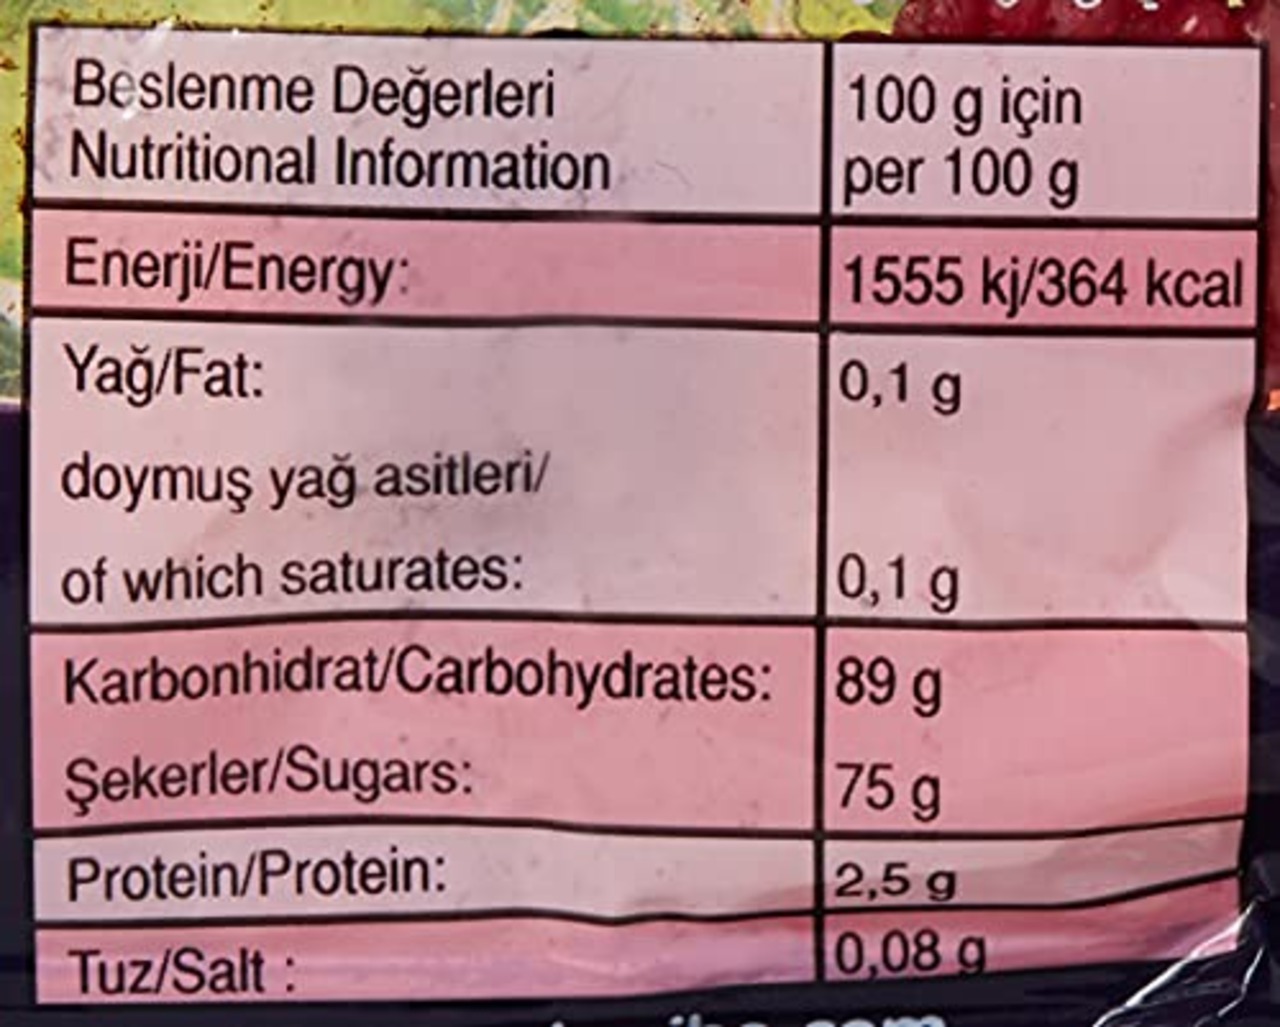 Beslenme Değerleri
Nutritional Information
100 g için
per 100 g
Enerji/Energy: 1555 kj/364 kcal
Yağ/Fat: 0,1 g
doymuş yağ asitleri/
of which saturates: 0,1 g
Karbonhidrat/Carbohydrates: 89 g
Şekerler/Sugars: 75 g
Protein/Protein: 2,5 g
Tuz/Salt : 0,08 g